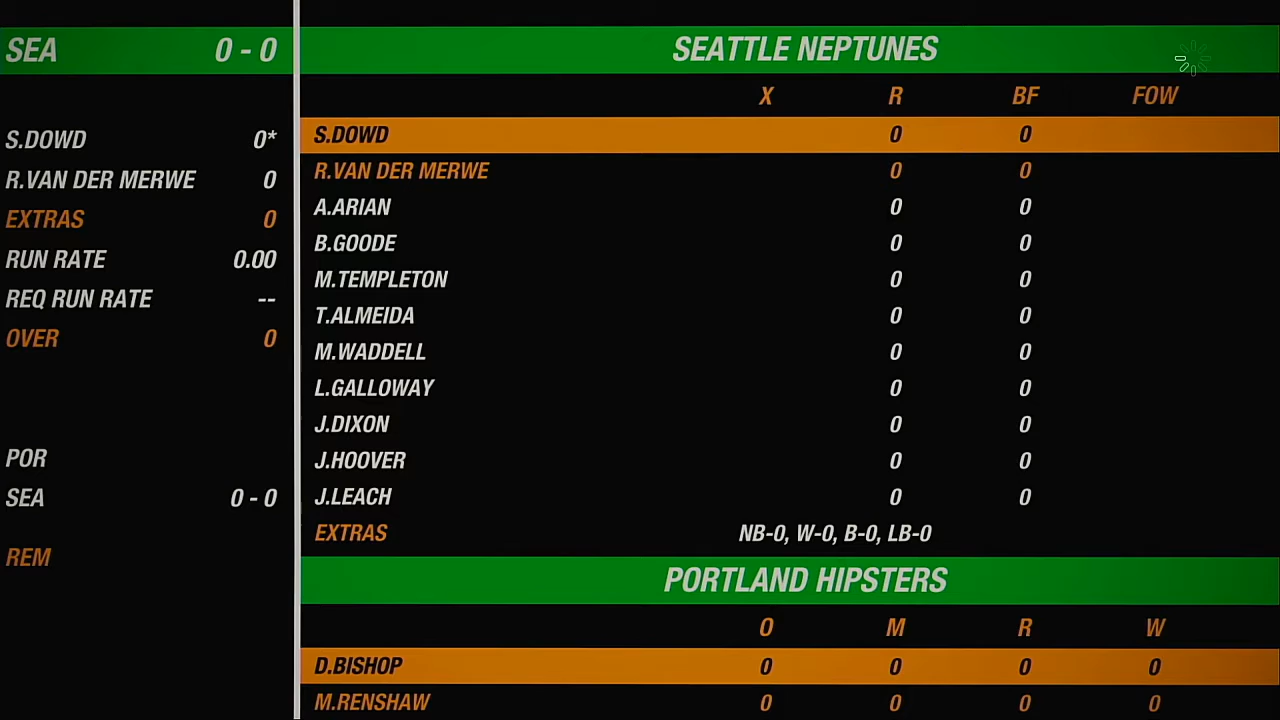 SEA 0 - 0
S.DOWD 0*
R.VAN DER MERWE 0
EXTRAS 0
RUN RATE 0.00
REQ RUN RATE --
OVER 0
POR
SEA 0 - 0
REM
SEATTLE NEPTUNES
X R BF FOW
S.DOWD 0 0
R.VAN DER MERWE 0 0
A.ARIAN 0 0
B.GOODE 0 0
M.TEMPLETON 0 0
T.ALMEIDA 0 0
M.WADDELL 0 0
L.GALLOWAY 0 0
J.DIXON 0 0
J.HOOVER 0 0
J.LEACH 0 0
EXTRAS NB-0, W-0, B-0, LB-0
PORTLAND HIPSTERS
O M R W
D.BISHOP 0 0 0 0
M.RENSHAW 0 0 0 0